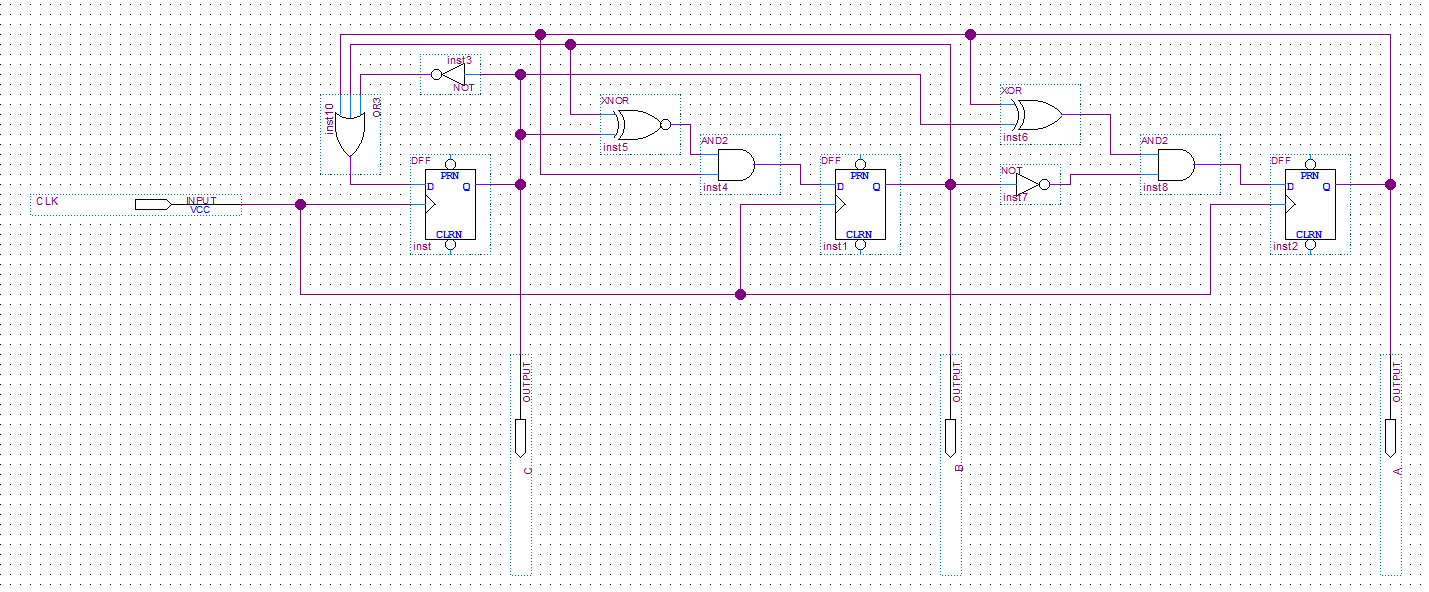 inst3
NOT
inst10
OR3
XNOR
inst5
AND2
inst4
XOR
inst6
AND2
inst8
NOT
inst7
DFF
PRN
D
Q
CLRN
inst
DFF
PRN
D
Q
CLRN
inst1
DFF
PRN
D
Q
CLRN
inst2
CLK
INPUT
VCC
OUTPUT
C
OUTPUT
B
OUTPUT
A